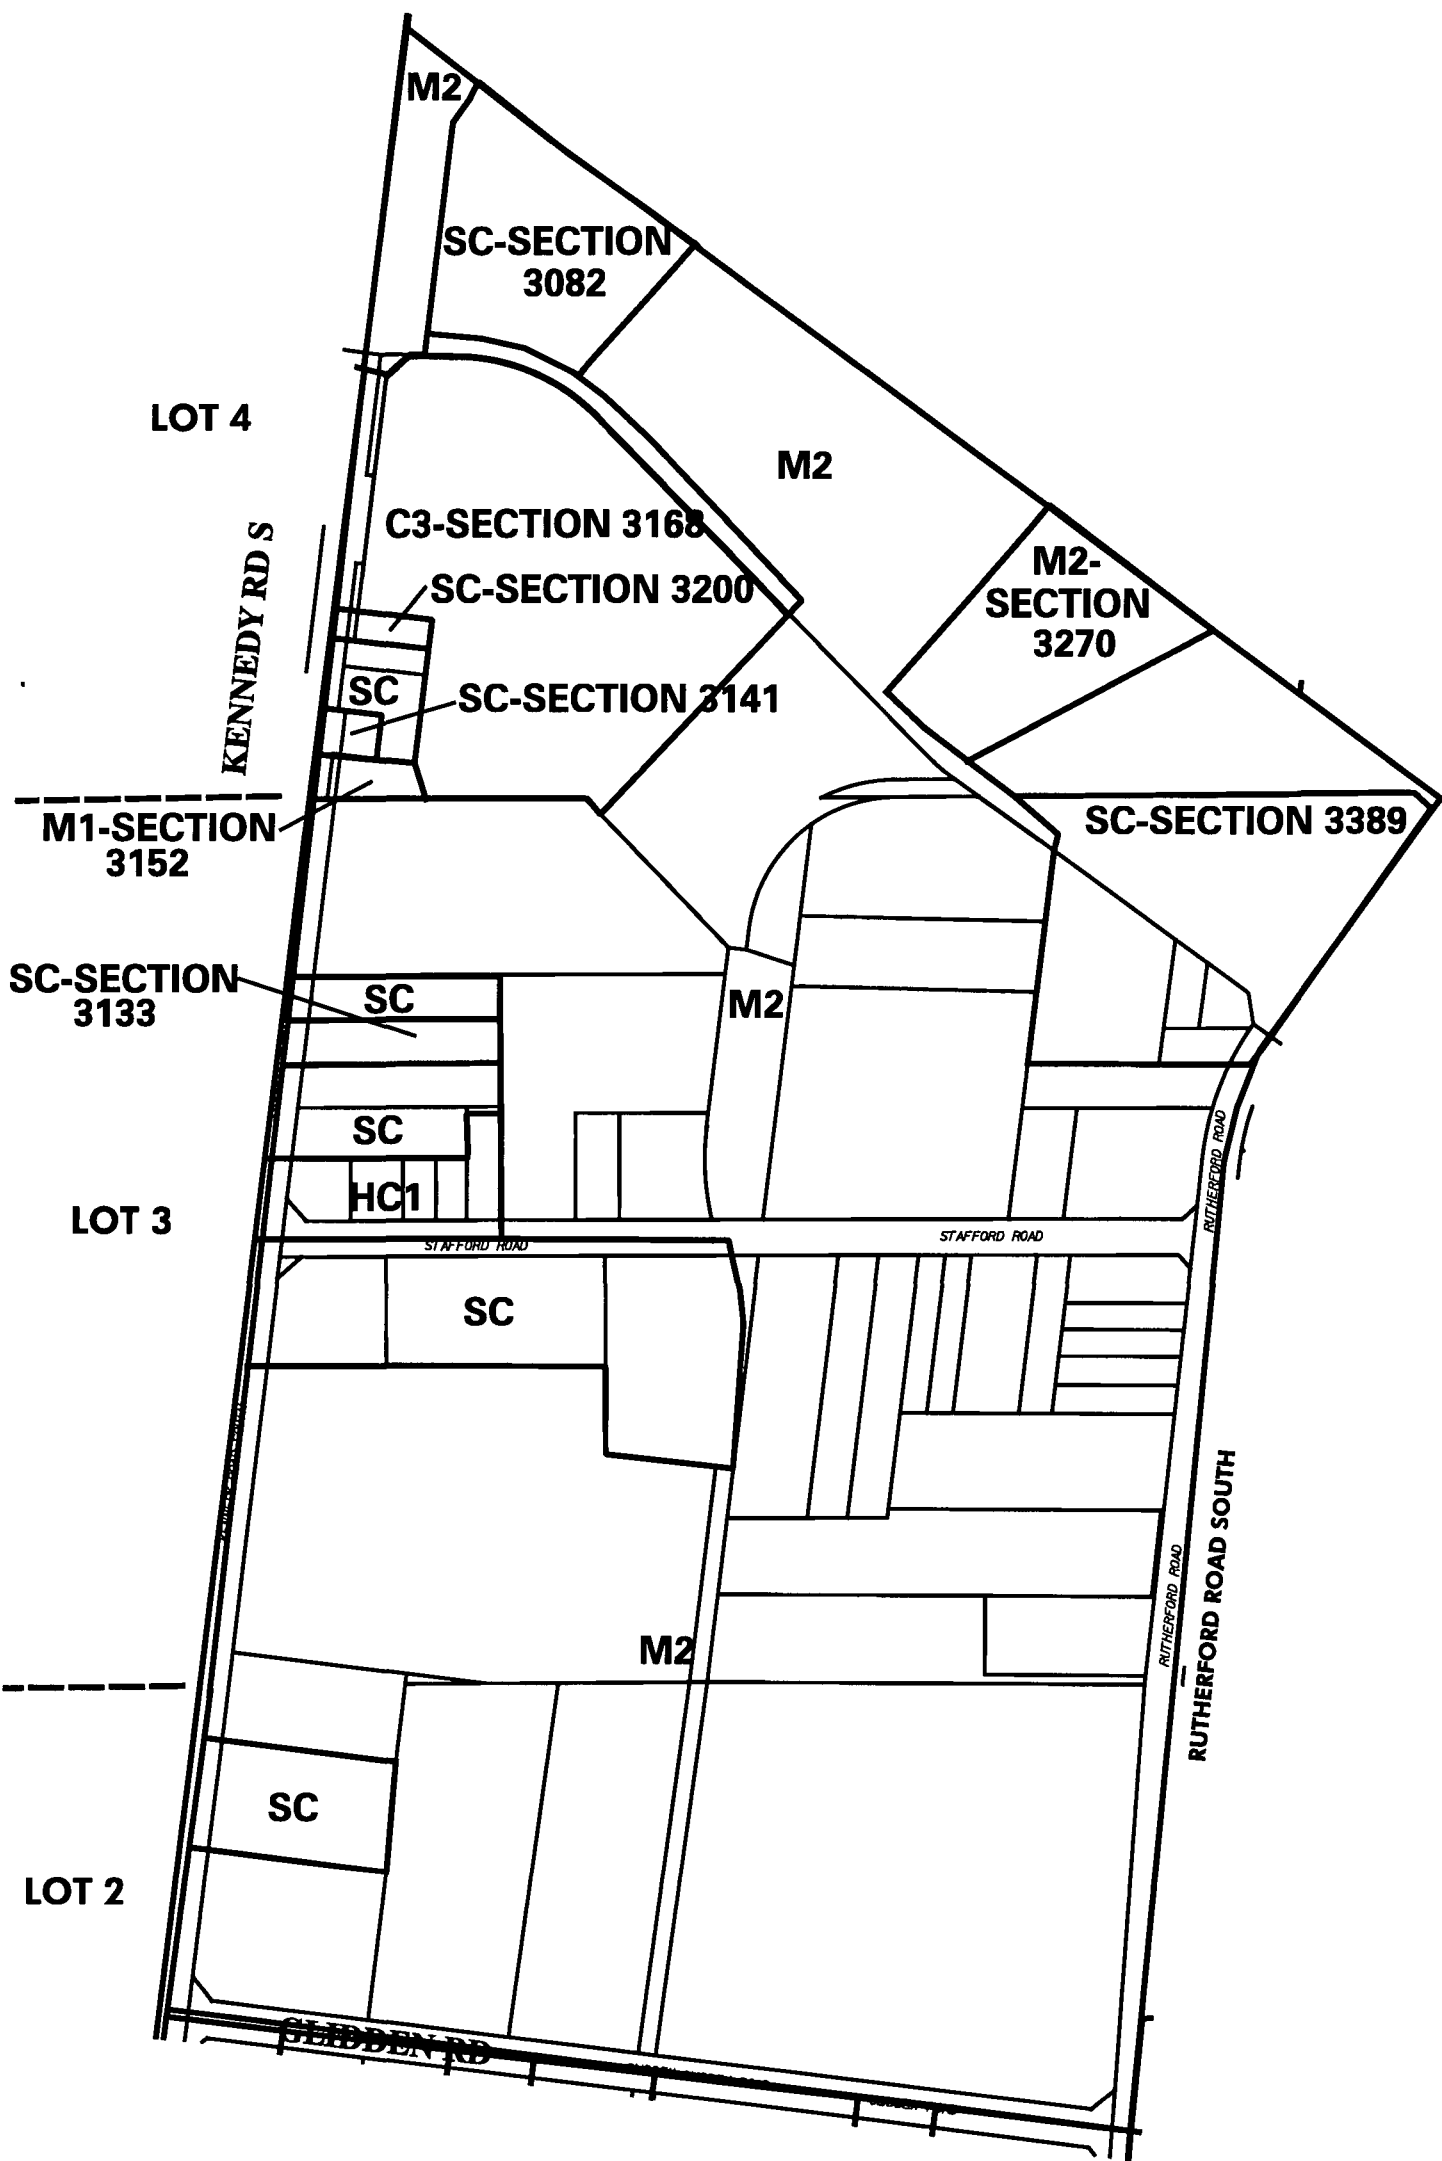 M2
SC-SECTION
3082
LOT 4
M2
C3-SECTION 3168
KENNEDY RD S
M2-
SECTION
3270
SC-SECTION 3200
SC
SC-SECTION 3141
M1-SECTION
3152
SC-SECTION 3389
SC-SECTION
3133
SC
M2
SC
RUTHERFORD ROAD
HC1
LOT 3
STAFFORD ROAD
STAFFORD ROAD
SC
RUTHERFORD ROAD SOUTH
RUTHERFORD ROAD
M2
SC
LOT 2
GLIDDEN RD